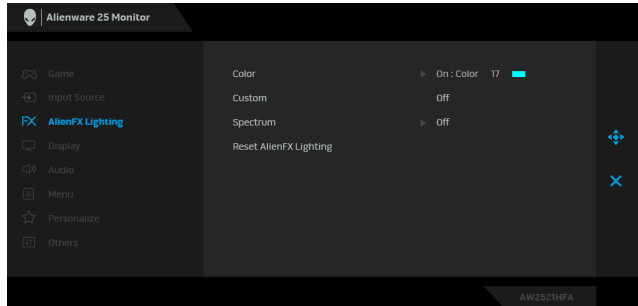 Alienware 25 Monitor
Game
Input Source
FX AlienFX Lighting
Display
Audio
Menu
Personalize
Others
Color On : Color 17
Custom Off
Spectrum Off
Reset AlienFX Lighting
AW2521HFA